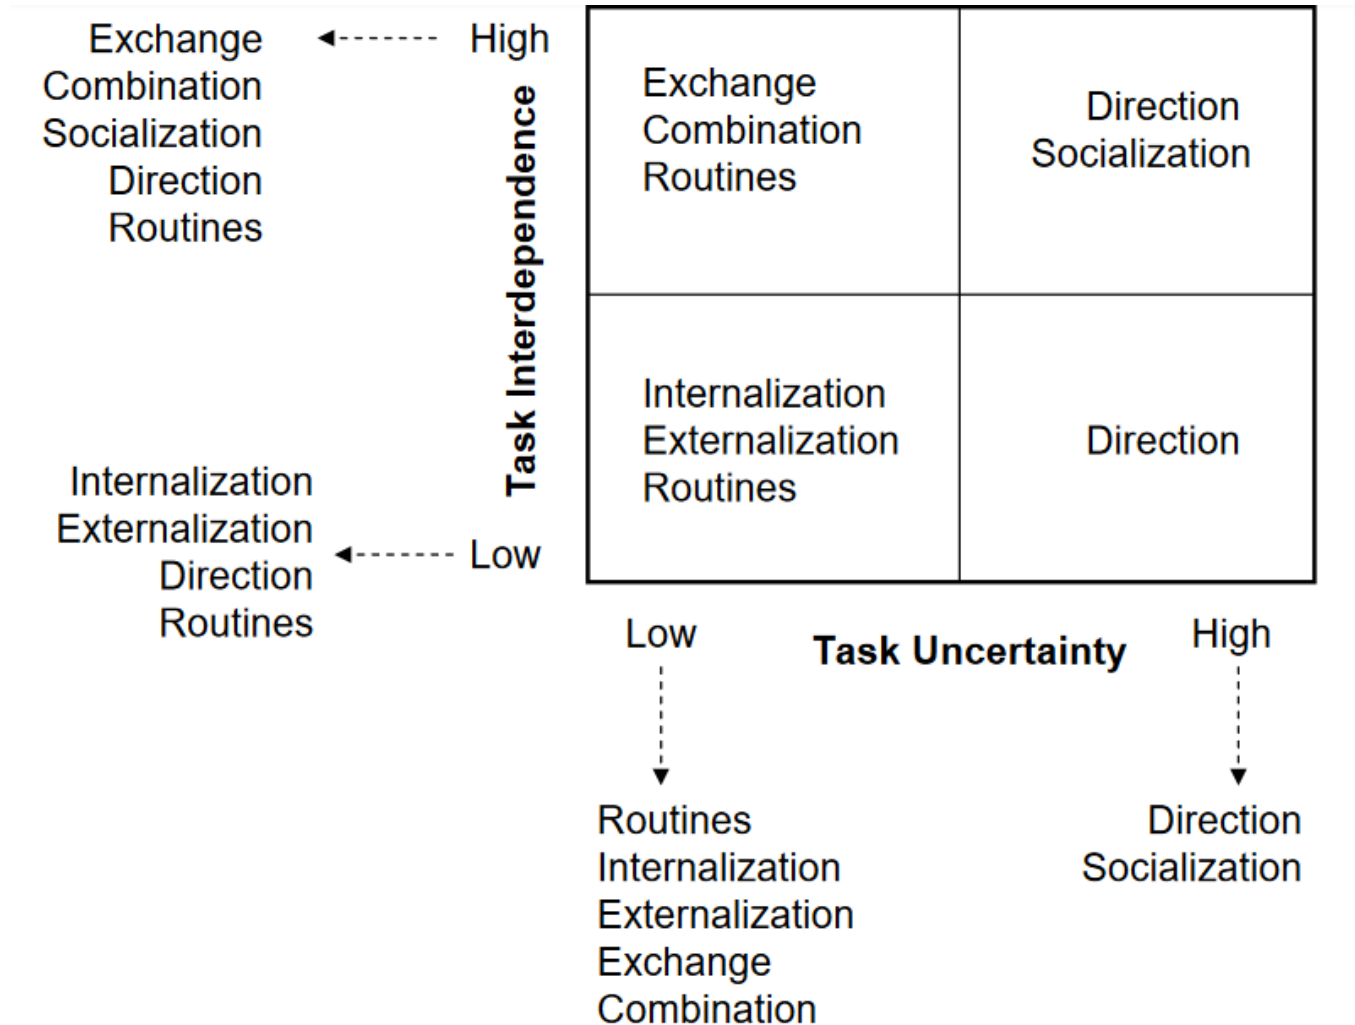 Exchange
Combination
Socialization
Direction
Routines
High
Task Interdependence
Internalization
Externalization
Direction
Routines
Low
Exchange
Combination
Routines
Direction
Socialization
Internalization
Externalization
Routines
Direction
Low
Task Uncertainty
High
Routines
Internalization
Externalization
Exchange
Combination
Direction
Socialization